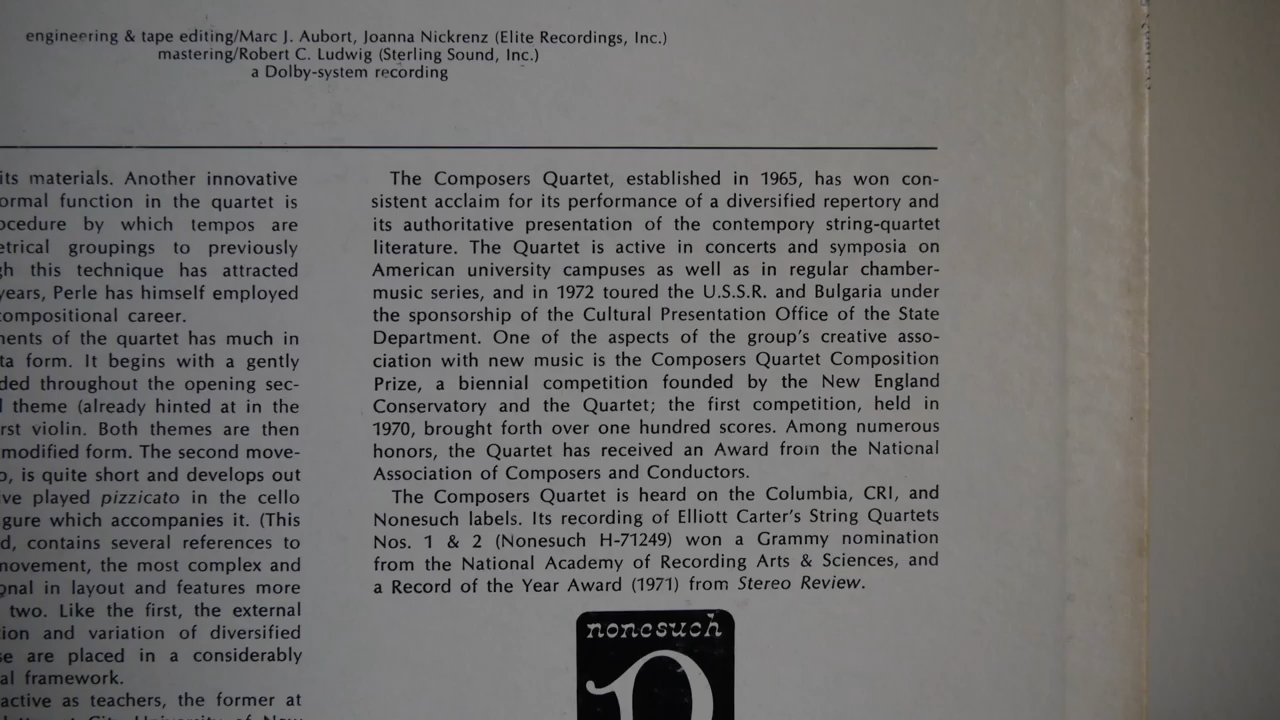 engineering & tape editing/Marc J. Aubort, Joanna Nickrenz (Elite Recordings, Inc.)
mastering/Robert C. Ludwig (Sterling Sound, Inc.)
a Dolby-system recording
its materials. Another innovative
ormal function in the quartet is
ocedure by which tempos are
etrical groupings to previously
gh this technique has attracted
years, Perle has himself employed
compositional career.
nents of the quartet has much in
ta form. It begins with a gently
ded throughout the opening sec-
l theme (already hinted at in the
rst violin. Both themes are then
modified form. The second move-
o, is quite short and develops out
ive played pizzicato in the cello
igure which accompanies it. (This
d, contains several references to
movement, the most complex and
onal in layout and features more
two. Like the first, the external
tion and variation of diversified
se are placed in a considerably
al framework.
active as teachers, the former at
The Composers Quartet, established in 1965, has won con-
sistent acclaim for its performance of a diversified repertory and
its authoritative presentation of the contempory string-quartet
literature. The Quartet is active in concerts and symposia on
American university campuses as well as in regular chamber-
music series, and in 1972 toured the U.S.S.R. and Bulgaria under
the sponsorship of the Cultural Presentation Office of the State
Department. One of the aspects of the group's creative asso-
ciation with new music is the Composers Quartet Composition
Prize, a biennial competition founded by the New England
Conservatory and the Quartet; the first competition, held in
1970, brought forth over one hundred scores. Among numerous
honors, the Quartet has received an Award from the National
Association of Composers and Conductors.
The Composers Quartet is heard on the Columbia, CRI, and
Nonesuch labels. Its recording of Elliott Carter's String Quartets
Nos. 1 & 2 (Nonesuch H-71249) won a Grammy nomination
from the National Academy of Recording Arts & Sciences, and
a Record of the Year Award (1971) from Stereo Review.
nonesuch
n